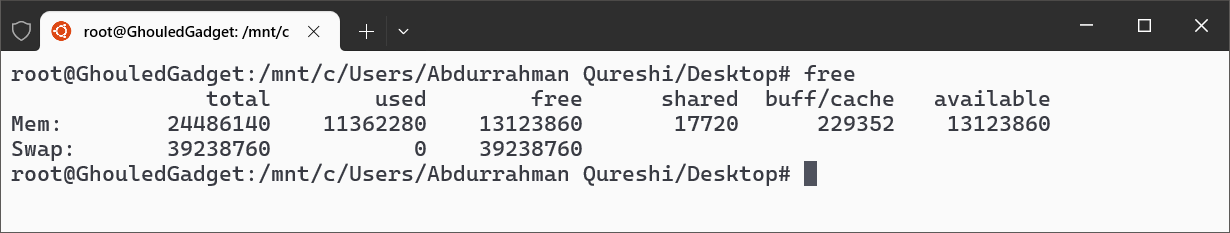 root@GhouledGadget: /mnt/c
root@GhouledGadget:/mnt/c/Users/Abdurrahman Qureshi/Desktop# free
               total        used        free      shared  buff/cache   available
Mem:        24486140    11362280    13123860       17720      229352    13123860
Swap:       39238760           0    39238760
root@GhouledGadget:/mnt/c/Users/Abdurrahman Qureshi/Desktop#